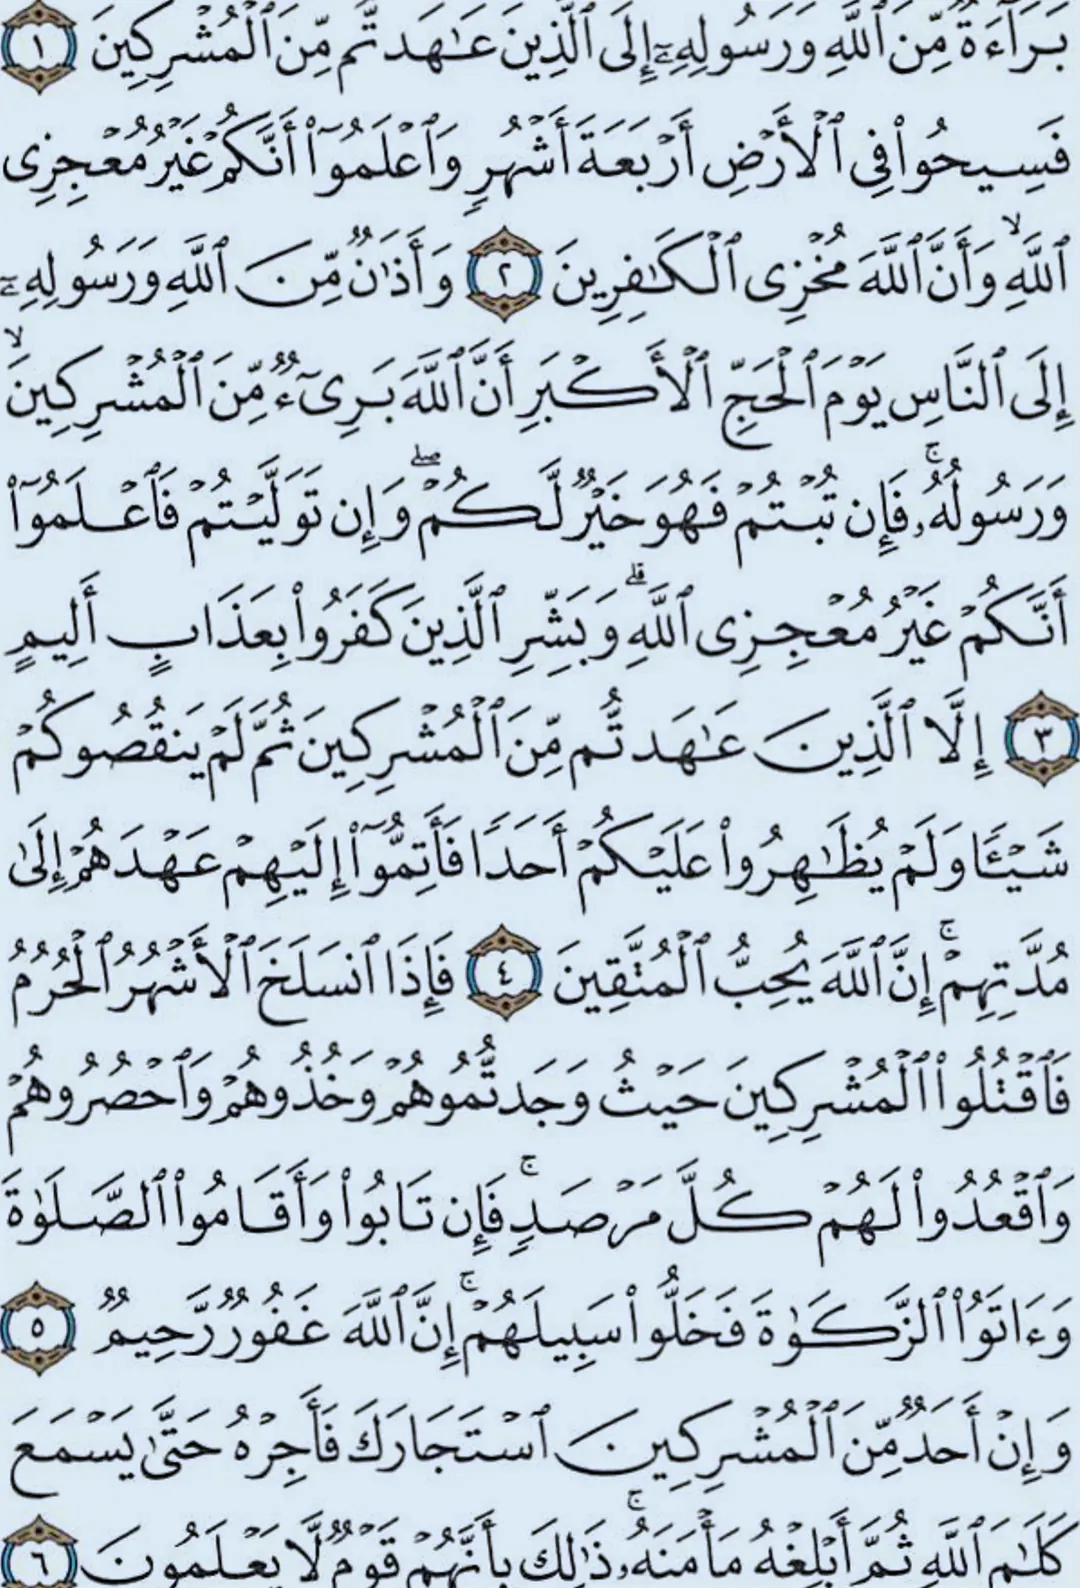 بَرَآءَةٌ مِّنَ ٱللَّهِ وَرَسُولِهِۦٓ إِلَى ٱلَّذِينَ عَٰهَدتُّم مِّنَ ٱلْمُشْرِكِينَ ١
فَسِيحُوا۟ فِى ٱلْأَرْضِ أَرْبَعَةَ أَشْهُرٍ وَٱعْلَمُوٓا۟ أَنَّكُمْ غَيْرُ مُعْجِزِى
ٱللَّهِ ۙ وَأَنَّ ٱللَّهَ مُخْزِى ٱلْكَٰفِرِينَ ٢ وَأَذَٰنٌ مِّنَ ٱللَّهِ وَرَسُولِهِۦٓ
إِلَى ٱلنَّاسِ يَوْمَ ٱلْحَجِّ ٱلْأَكْبَرِ أَنَّ ٱللَّهَ بَرِىٓءٌ مِّنَ ٱلْمُشْرِكِينَ ۙ
وَرَسُولُهُۥ ۚ فَإِن تُبْتُمْ فَهُوَ خَيْرٌ لَّكُمْ ۖ وَإِن تَوَلَّيْتُمْ فَٱعْلَمُوٓا۟
أَنَّكُمْ غَيْرُ مُعْجِزِى ٱللَّهِ ۗ وَبَشِّرِ ٱلَّذِينَ كَفَرُوا۟ بِعَذَابٍ أَلِيمٍ
٣ إِلَّا ٱلَّذِينَ عَٰهَدتُّم مِّنَ ٱلْمُشْرِكِينَ ثُمَّ لَمْ يَنقُصُوكُمْ
شَيْـًٔا وَلَمْ يُظَٰهِرُوا۟ عَلَيْكُمْ أَحَدًا فَأَتِمُّوٓا۟ إِلَيْهِمْ عَهْدَهُمْ إِلَىٰ
مُدَّتِهِمْ ۚ إِنَّ ٱللَّهَ يُحِبُّ ٱلْمُتَّقِينَ ٤ فَإِذَا ٱنسَلَخَ ٱلْأَشْهُرُ ٱلْحُرُمُ
فَٱقْتُلُوا۟ ٱلْمُشْرِكِينَ حَيْثُ وَجَدتُّمُوهُمْ وَخُذُوهُمْ وَٱحْصُرُوهُمْ
وَٱقْعُدُوا۟ لَهُمْ كُلَّ مَرْصَدٍ ۚ فَإِن تَابُوا۟ وَأَقَامُوا۟ ٱلصَّلَوٰةَ
وَءَاتَوُا۟ ٱلزَّكَوٰةَ فَخَلُّوا۟ سَبِيلَهُمْ ۚ إِنَّ ٱللَّهَ غَفُورٌ رَّحِيمٌ ٥
وَإِنْ أَحَدٌ مِّنَ ٱلْمُشْرِكِينَ ٱسْتَجَارَكَ فَأَجِرْهُ حَتَّىٰ يَسْمَعَ
كَلَٰمَ ٱللَّهِ ثُمَّ أَبْلِغْهُ مَأْمَنَهُۥ ۚ ذَٰلِكَ بِأَنَّهُمْ قَوْمٌ لَّا يَعْلَمُونَ ٦